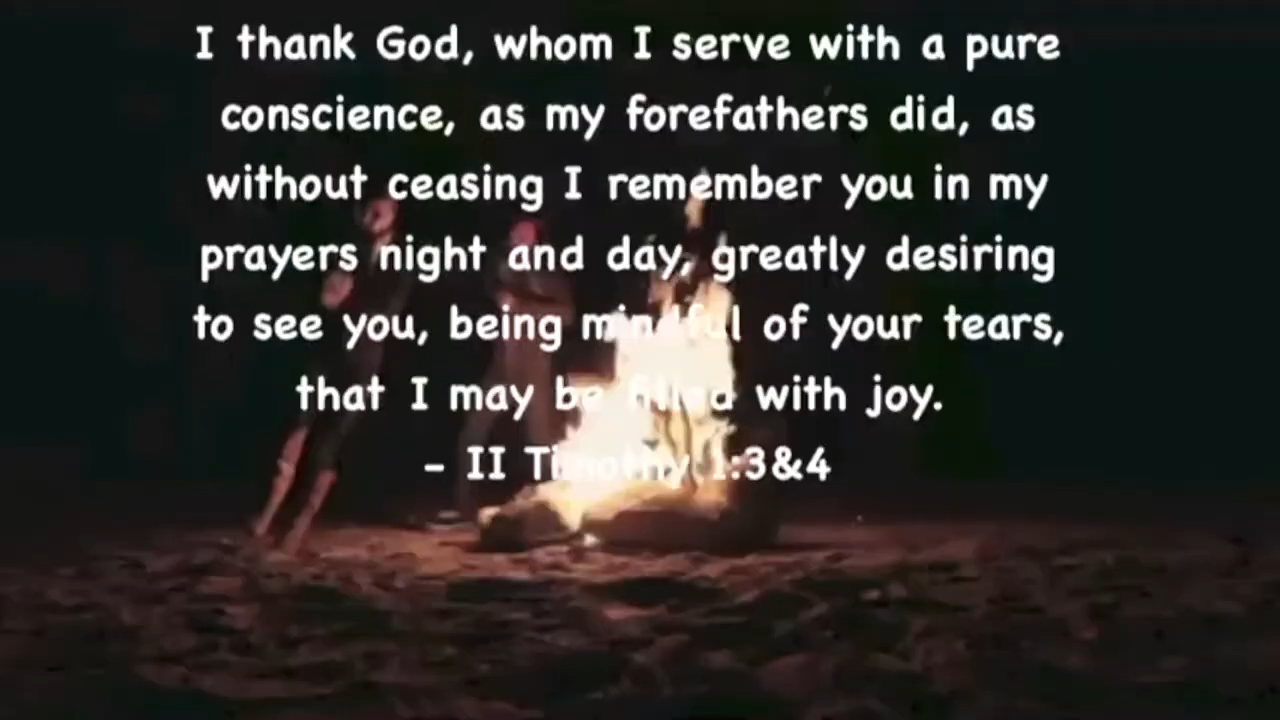 I thank God, whom I serve with a pure
conscience, as my forefathers did, as
without ceasing I remember you in my
prayers night and day, greatly desiring
to see you, being mindful of your tears,
that I may be filled with joy.
- II Timothy 1:3&4